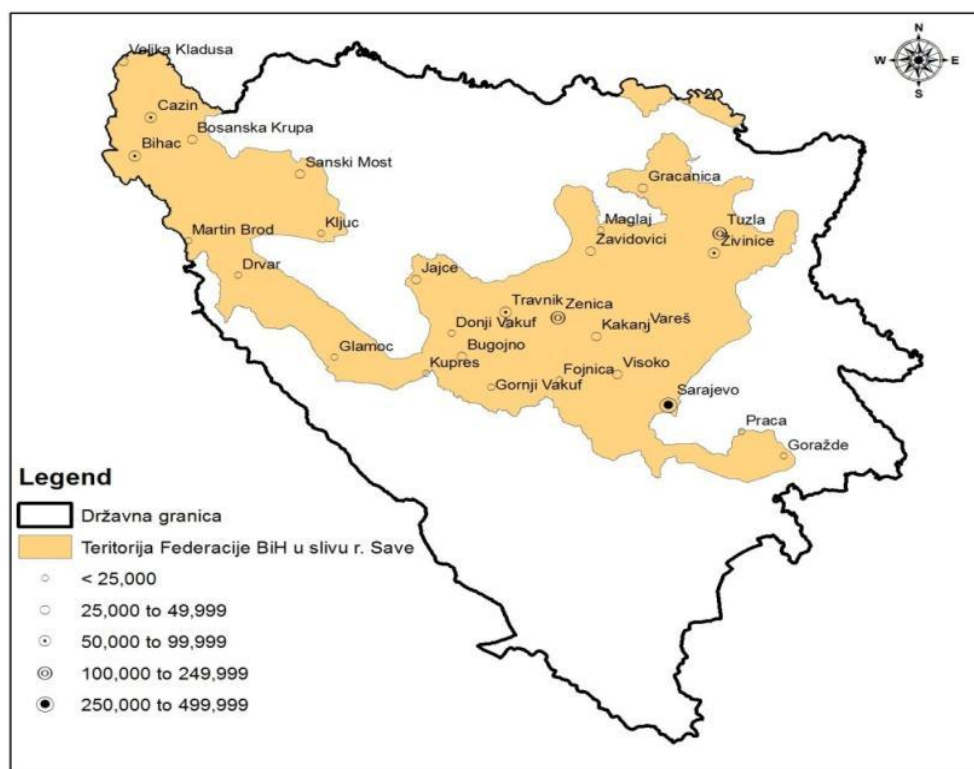 N
W
E
S
Velika Kladusa
Cazin
Bosanska Krupa
Bihac
Sanski Most
Gracanica
Martin Brod
Kljuc
Maglaj
Tuzla
Zavidovici
Živinice
Drvar
Jajce
Travnik
Zenica
Donji Vakuf
Kakanj
Vareš
Glamoc
Bugojno
Kupres
Fojnica
Visoko
Gornji Vakuf
Sarajevo
Praca
Goražde
Legend
Državna granica
Teritorija Federacije BiH u slivu r. Save
< 25,000
25,000 to 49,999
50,000 to 99,999
100,000 to 249,999
250,000 to 499,999